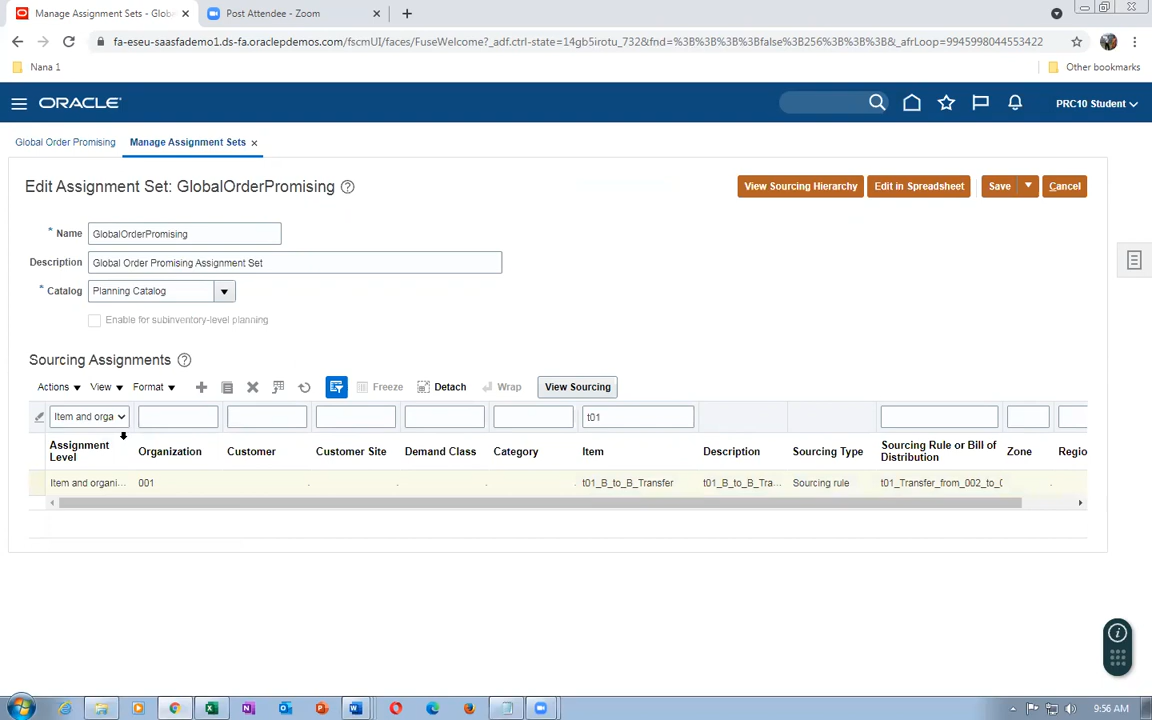 Manage Assignment Sets - Globa
Post Attendee - Zoom
fa-eseu-saasfademo1.ds-fa.oraclepdemos.com/fscmUI/faces/FuseWelcome?_adf.ctrl-state=14gb5irotu_732&fnd=%3B%3B%3B%3Bfalse%3B256%3B%3B%3B&_afrLoop=9945998044553422
Nana 1
Other bookmarks
ORACLE
PRC10 Student
Global Order Promising
Manage Assignment Sets
Edit Assignment Set: GlobalOrderPromising
View Sourcing Hierarchy
Edit in Spreadsheet
Save
Cancel
* Name GlobalOrderPromising
Description Global Order Promising Assignment Set
* Catalog Planning Catalog
Enable for subinventory-level planning
Sourcing Assignments
Actions View Format Freeze Detach Wrap View Sourcing
Item and orga t01
Assignment Level Organization Customer Customer Site Demand Class Category Item Description Sourcing Type Sourcing Rule or Bill of Distribution Zone Regio
Item and organi... 001 t01_B_to_B_Transfer t01_B_to_B_Tra... Sourcing rule t01_Transfer_from_002_to_0
9:56 AM